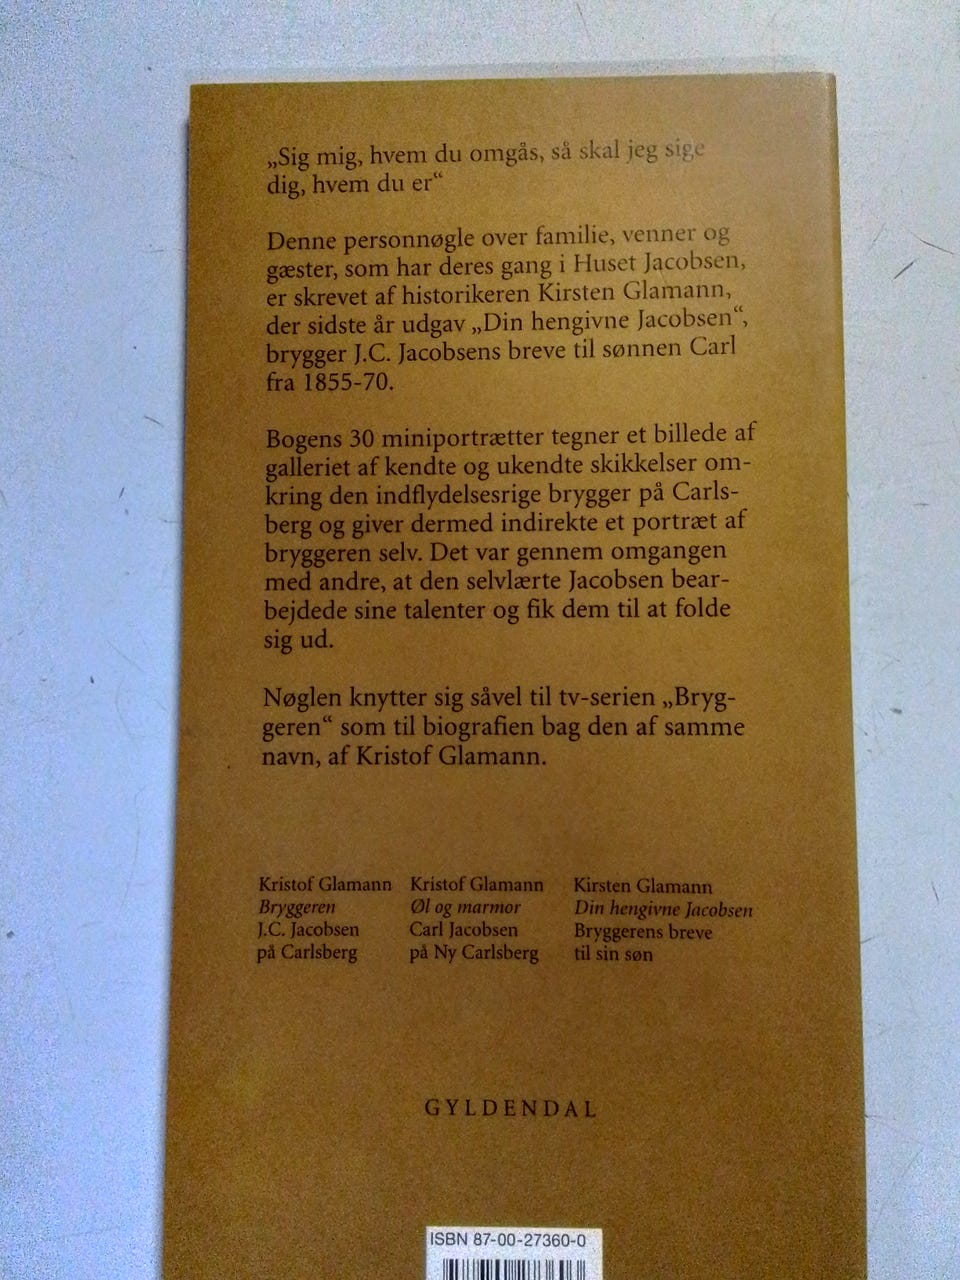 „Sig mig, hvem du omgås, så skal jeg sige
dig, hvem du er“
Denne personnøgle over familie, venner og
gæster, som har deres gang i Huset Jacobsen,
er skrevet af historikeren Kirsten Glamann,
der sidste år udgav „Din hengivne Jacobsen“,
brygger J.C. Jacobsens breve til sønnen Carl
fra 1855-70.
Bogens 30 miniportrætter tegner et billede af
galleriet af kendte og ukendte skikkelser om-
kring den indflydelsesrige brygger på Carls-
berg og giver dermed indirekte et portræt af
bryggeren selv. Det var gennem omgangen
med andre, at den selvlærte Jacobsen bear-
bejdede sine talenter og fik dem til at folde
sig ud.
Nøglen knytter sig såvel til tv-serien „Bryg-
geren“ som til biografien bag den af samme
navn, af Kristof Glamann.
Kristof Glamann
Bryggeren
J.C. Jacobsen
på Carlsberg
Kristof Glamann
Øl og marmor
Carl Jacobsen
på Ny Carlsberg
Kirsten Glamann
Din hengivne Jacobsen
Bryggerens breve
til sin søn
GYLDENDAL
ISBN 87-00-27360-0